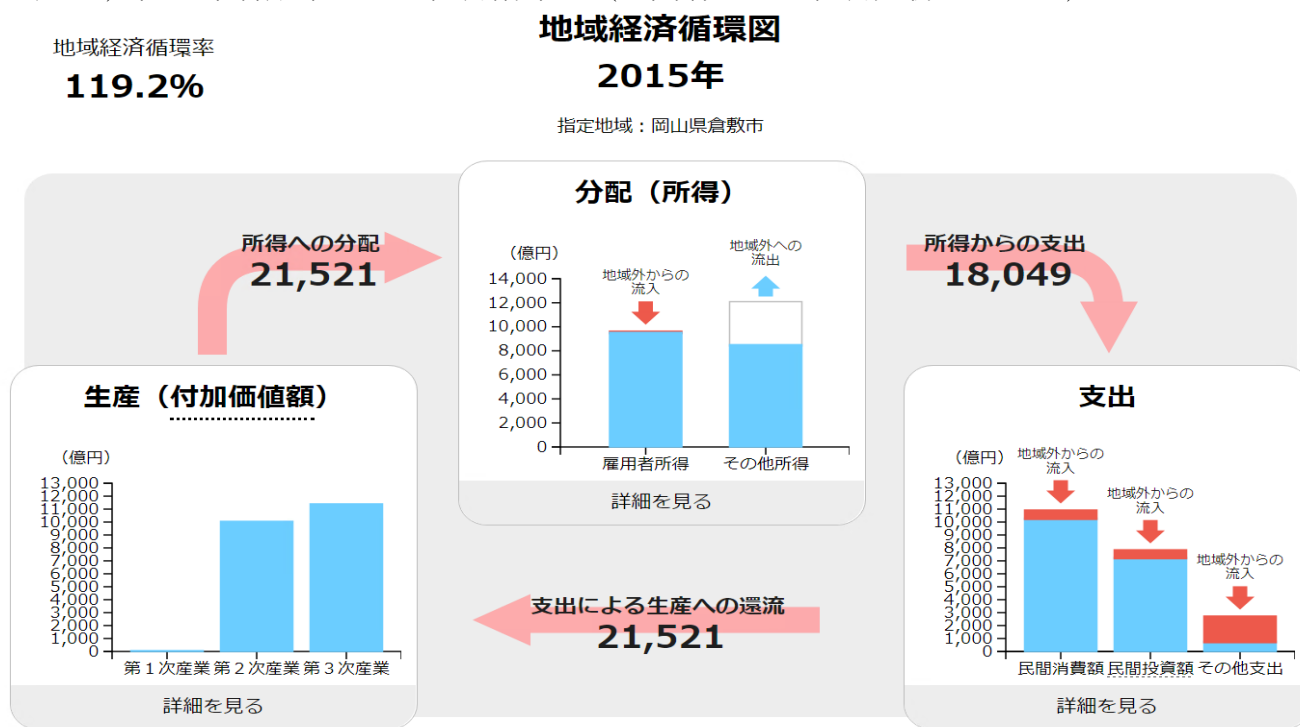 地域経済循環率
119.2%
地域経済循環図
2015年
指定地域：岡山県倉敷市
所得への分配
21,521
分配（所得）
（億円）
14,000
12,000
10,000
8,000
6,000
4,000
2,000
0
地域外からの
流入
地域外への
流出
雇用者所得
その他所得
詳細を見る
所得からの支出
18,049
生産（付加価値額）
（億円）
13,000
12,000
11,000
10,000
9,000
8,000
7,000
6,000
5,000
4,000
3,000
2,000
1,000
0
第１次産業
第２次産業
第３次産業
詳細を見る
支出による生産への還流
21,521
支出
（億円）
13,000
12,000
11,000
10,000
9,000
8,000
7,000
6,000
5,000
4,000
3,000
2,000
1,000
0
地域外からの
流入
地域外からの
流入
地域外からの
流入
民間消費額
民間投資額
その他支出
詳細を見る